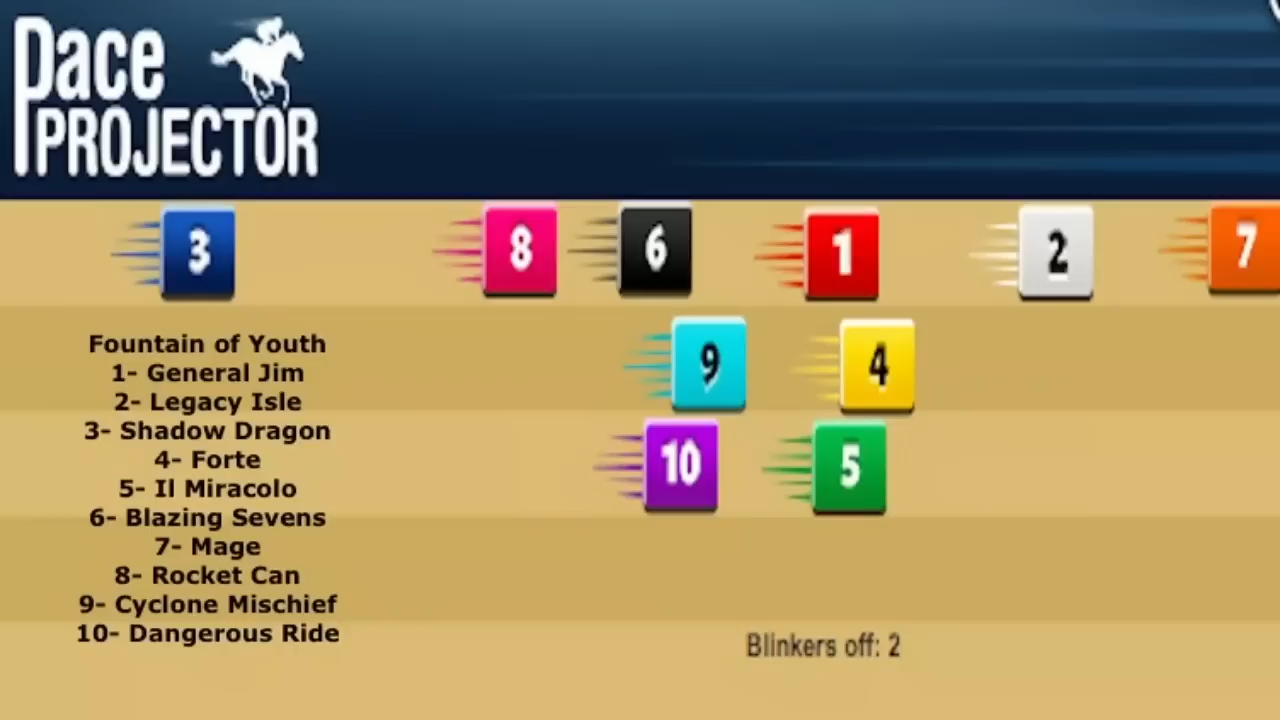 Pace
PROJECTOR
3 8 6 1 2 7
9 4
10 5
Fountain of Youth
1- General Jim
2- Legacy Isle
3- Shadow Dragon
4- Forte
5- Il Miracolo
6- Blazing Sevens
7- Mage
8- Rocket Can
9- Cyclone Mischief
10- Dangerous Ride
Blinkers off: 2